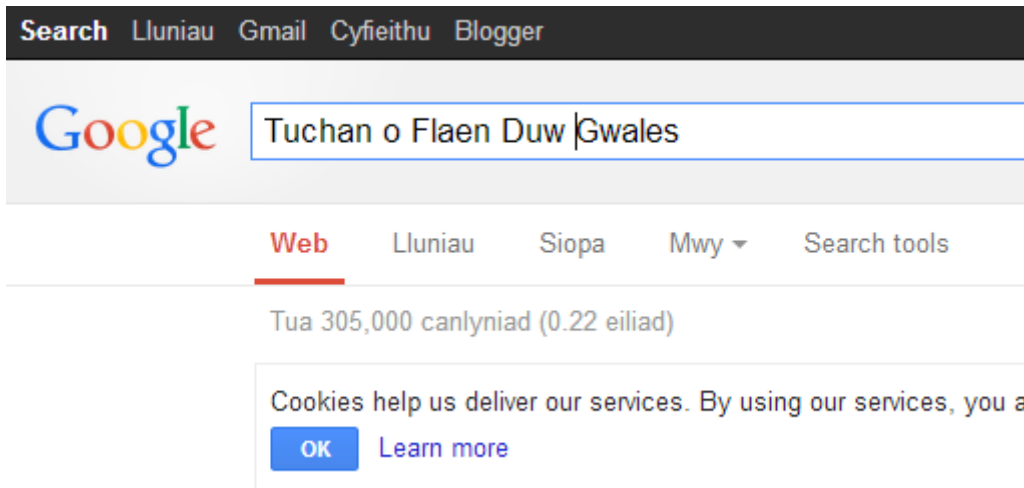 Search Lluniau Gmail Cyfieithu Blogger
Google
Tuchan o Flaen Duw Gwales
Web Lluniau Siopa Mwy Search tools
Tua 305,000 canlyniad (0.22 eiliad)
Cookies help us deliver our services. By using our services, you a
OK Learn more